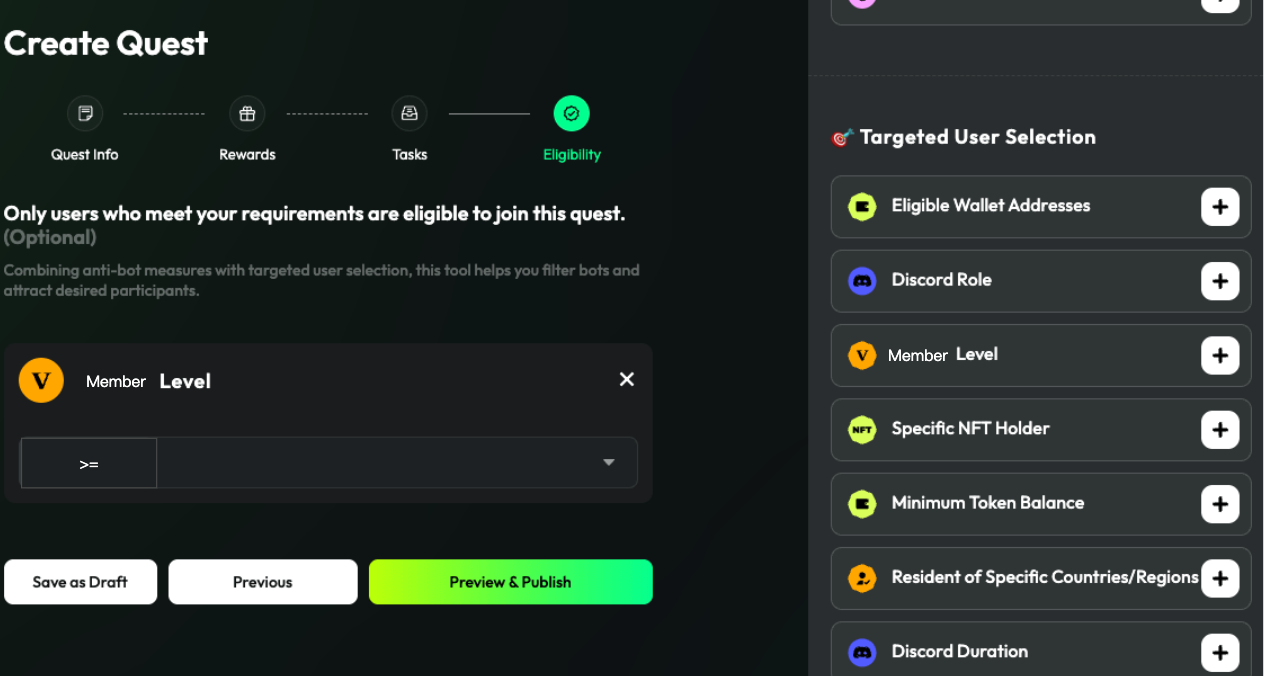 Create Quest
Quest Info
Rewards
Tasks
Eligibility
Only users who meet your requirements are eligible to join this quest.
(Optional)
Combining anti-bot measures with targeted user selection, this tool helps you filter bots and
attract desired participants.
V
Member Level
>=
Save as Draft
Previous
Preview & Publish
Targeted User Selection
Eligible Wallet Addresses
Discord Role
V Member Level
NFT Specific NFT Holder
Minimum Token Balance
Resident of Specific Countries/Regions
Discord Duration